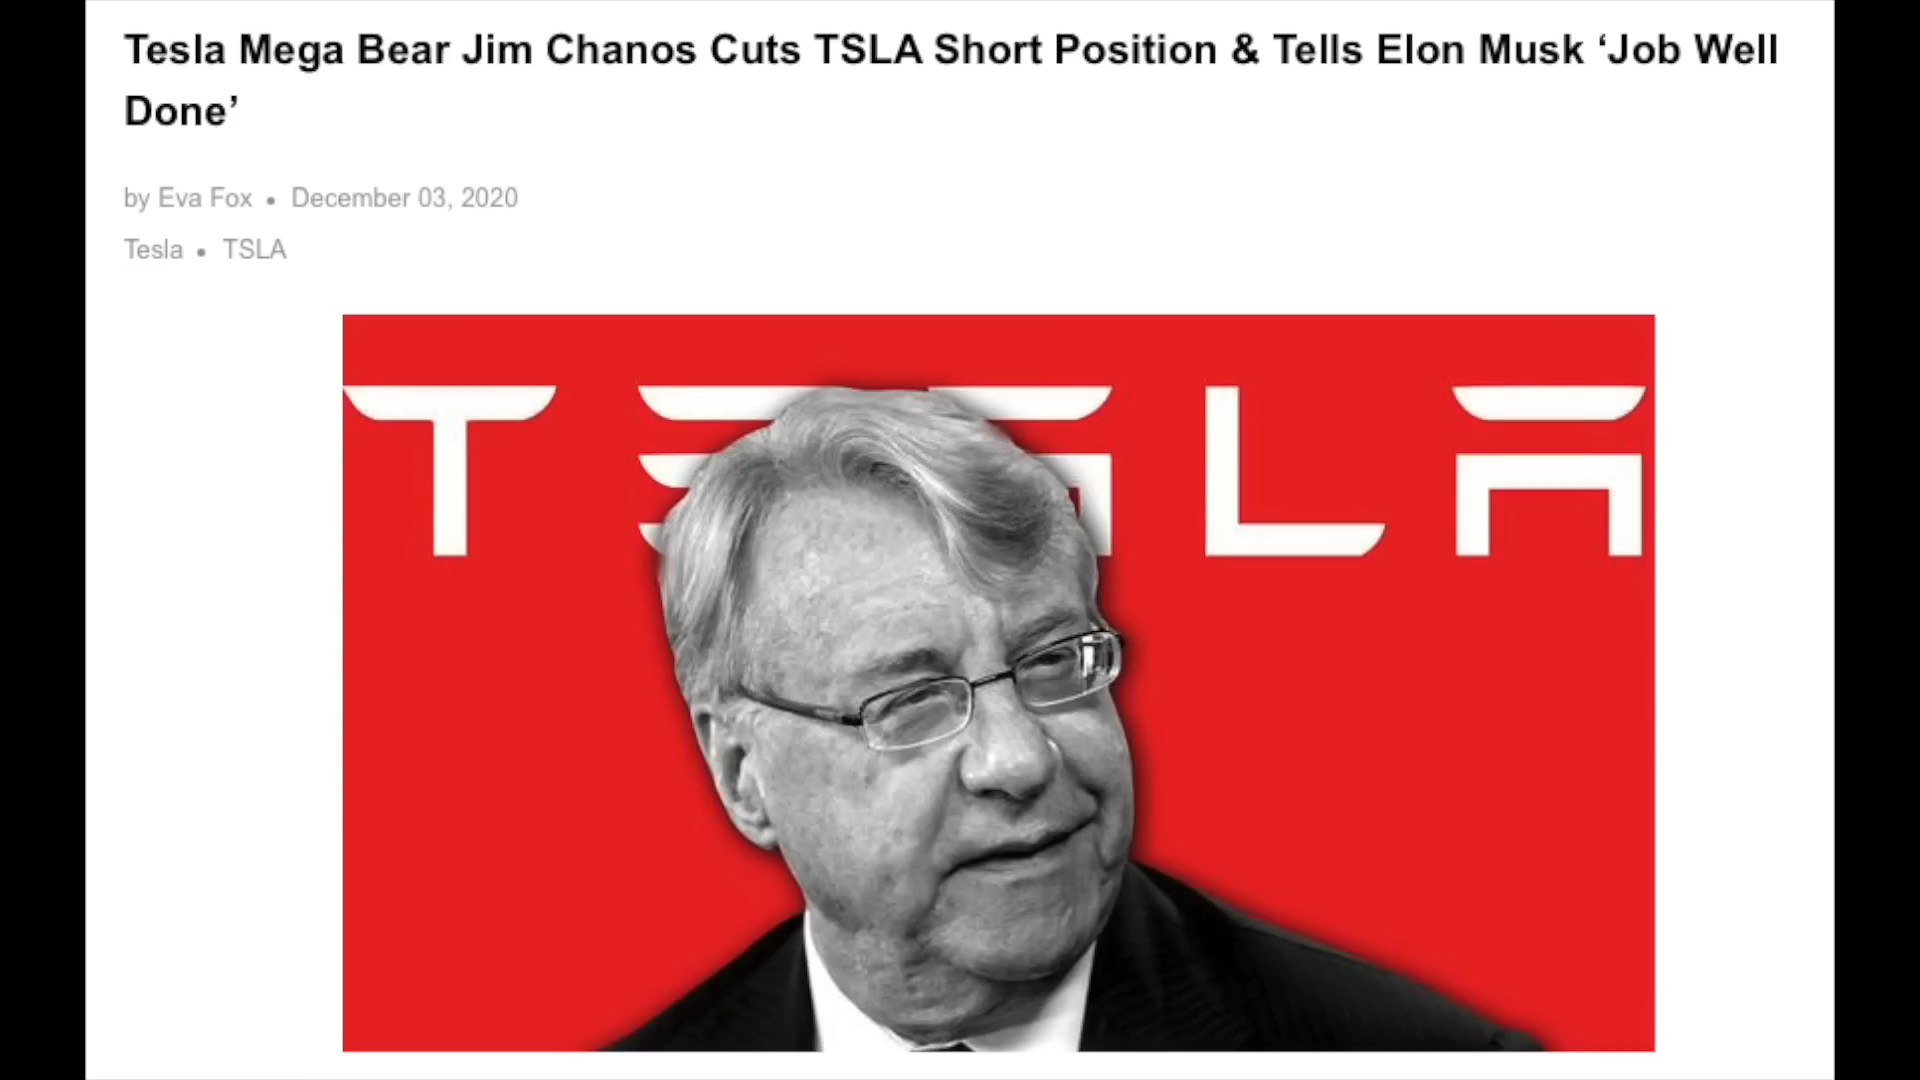 Tesla Mega Bear Jim Chanos Cuts TSLA Short Position & Tells Elon Musk ‘Job Well
Done’
by Eva Fox • December 03, 2020
Tesla • TSLA
TESLA